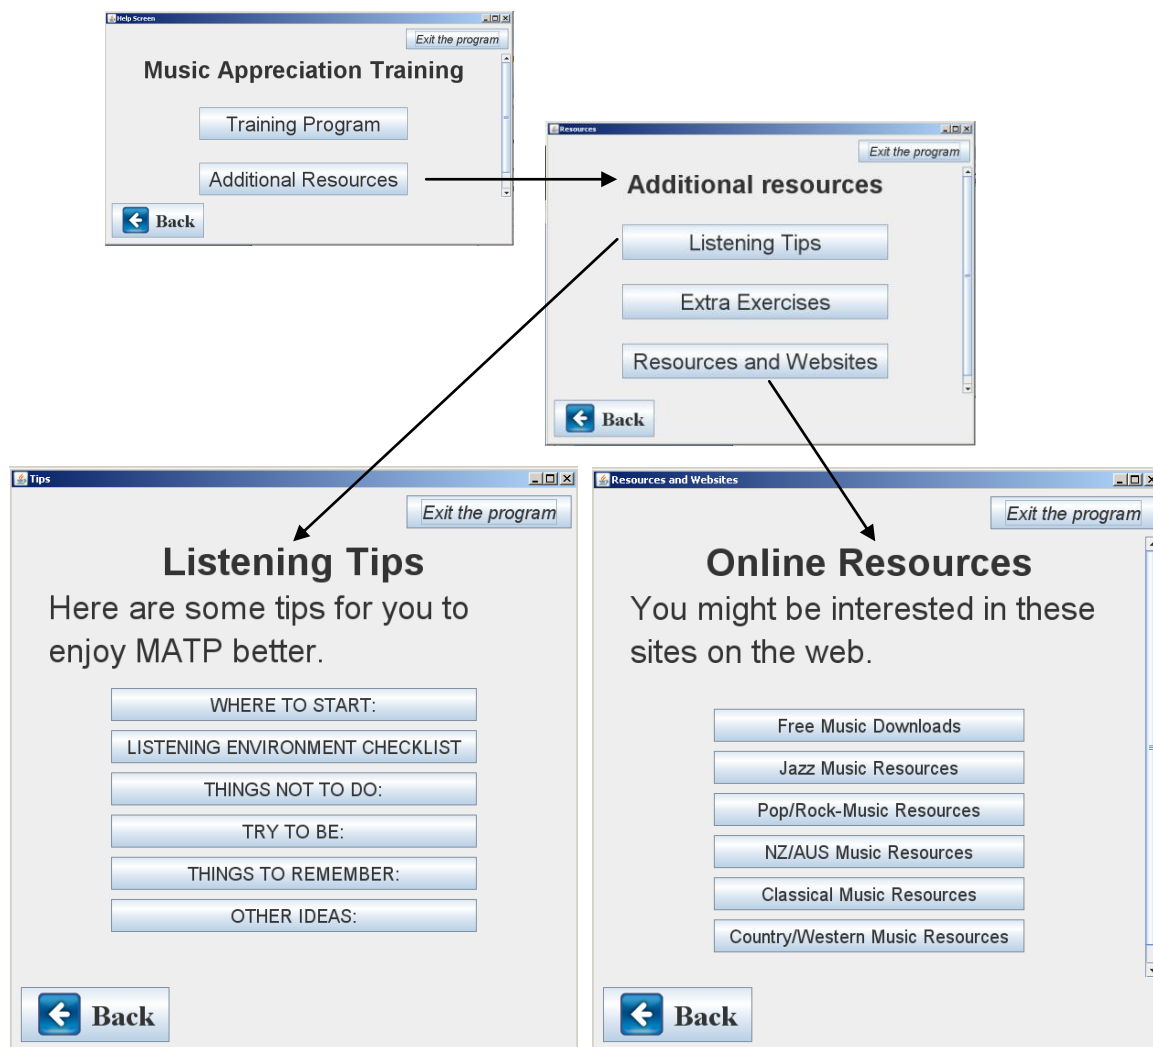 Help Screen
Exit the program
Music Appreciation Training
Training Program
Additional Resources
Back
Resources
Exit the program
Additional resources
Listening Tips
Extra Exercises
Resources and Websites
Back
Tips
Exit the program
Listening Tips
Here are some tips for you to
enjoy MATP better.
WHERE TO START:
LISTENING ENVIRONMENT CHECKLIST
THINGS NOT TO DO:
TRY TO BE:
THINGS TO REMEMBER:
OTHER IDEAS:
Back
Resources and Websites
Exit the program
Online Resources
You might be interested in these
sites on the web.
Free Music Downloads
Jazz Music Resources
Pop/Rock-Music Resources
NZ/AUS Music Resources
Classical Music Resources
Country/Western Music Resources
Back